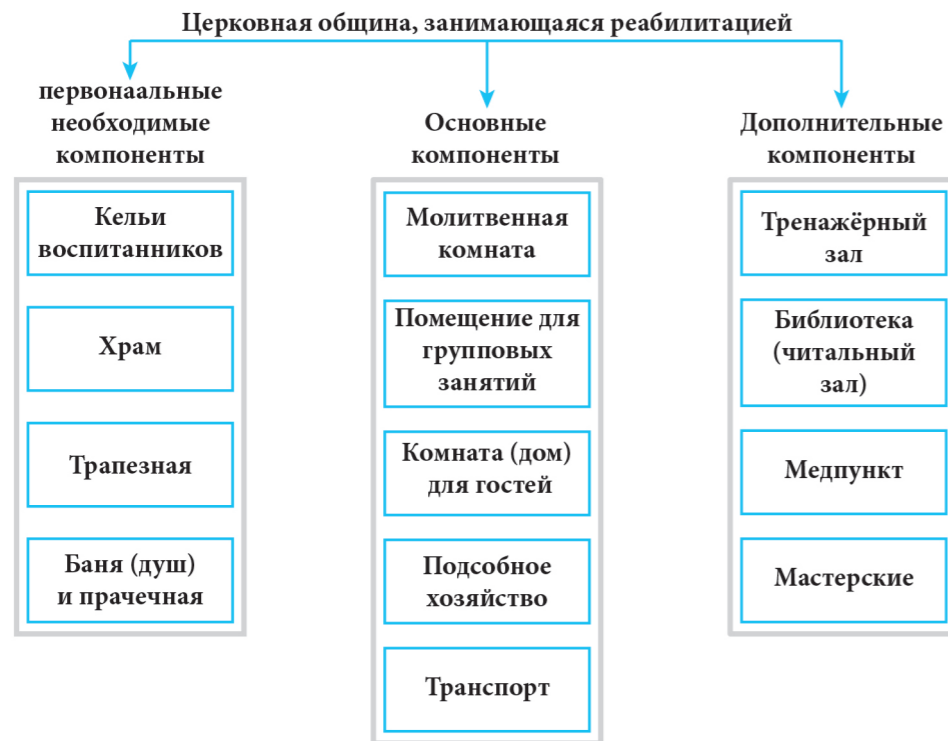 Церковная община, занимающаяся реабилитацией
первонаальные
необходимые
компоненты
Кельи
воспитанников
Храм
Трапезная
Баня (душ)
и прачечная
Основные
компоненты
Молитвенная
комната
Помещение для
групповых
занятий
Комната (дом)
для гостей
Подсобное
хозяйство
Транспорт
Дополнительные
компоненты
Тренажёрный
зал
Библиотека
(читальный
зал)
Медпункт
Мастерские